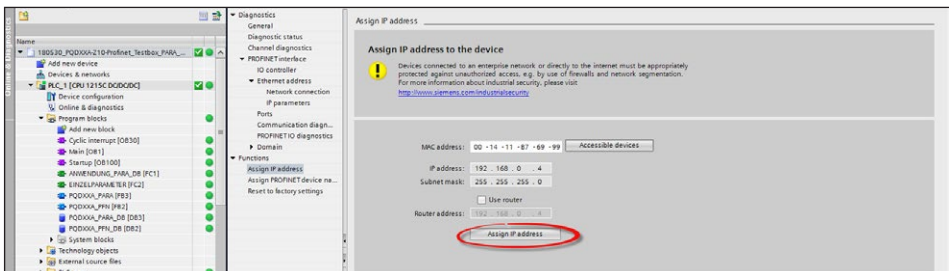 Name
180530_PQDXXA-Z10-Profinet_Testbox_PARA_...
Add new device
Devices & networks
PLC_1 [CPU 1215C DC/DC/DC]
Device configuration
Online & diagnostics
Program blocks
Add new block
Cyclic interrupt [OB30]
Main [OB1]
Startup [OB100]
ANWENDUNG_PARA_DB [FC1]
EINZELPARAMETER [FC2]
PQDXXA_PARA [FB3]
PQDXXA_PFN [FB2]
PQDXXA_PARA_DB [DB3]
PQDXXA_PFN_DB [DB2]
System blocks
Technology objects
External source files
Diagnostics
General
Diagnostic status
Channel diagnostics
PROFINET interface
IO controller
Ethernet address
Network connection
IP parameters
Ports
Communication diagn...
PROFINET IO diagnostics
Domain
Functions
Assign IP address
Assign PROFINET device na...
Reset to factory settings
Assign IP address
Assign IP address to the device
Devices connected to an enterprise network or directly to the internet must be appropriately
protected against unauthorized access, e.g. by use of firewalls and network segmentation.
For more information about industrial security, please visit
http://www.siemens.com/industrialsecurity
MAC address: 00 -14 -11 -87 -69 -99 Accessible devices
IP address: 192 . 168 . 0 . 4
Subnet mask: 255 . 255 . 255 . 0
Use router
Router address: 192 . 168 . 0 . 4
Assign IP address